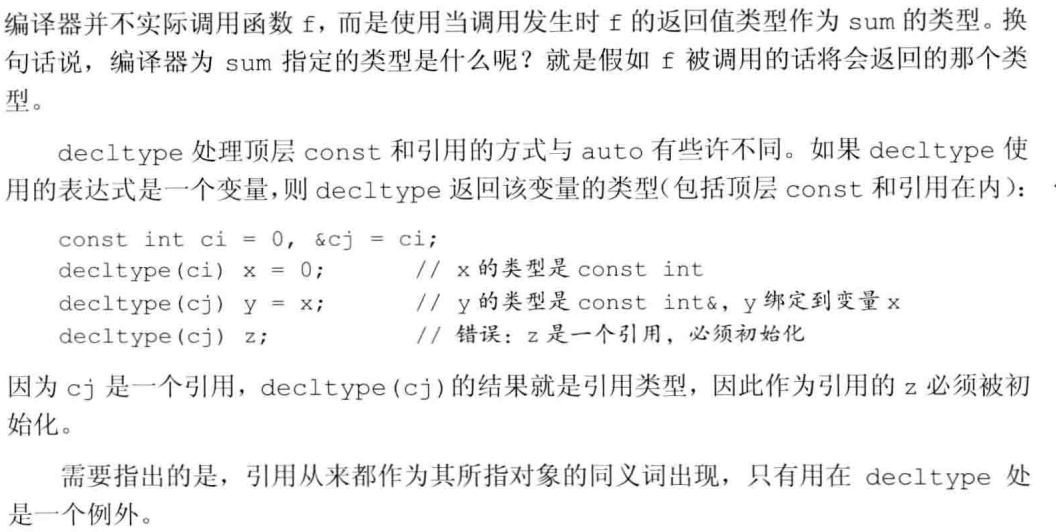 编译器并不实际调用函数 f，而是使用当调用发生时 f 的返回值类型作为 sum 的类型。换
句话说，编译器为 sum 指定的类型是什么呢？就是假如 f 被调用的话将会返回的那个类
型。
decltype 处理顶层 const 和引用的方式与 auto 有些许不同。如果 decltype 使
用的表达式是一个变量，则 decltype 返回该变量的类型（包括顶层 const 和引用在内）：
const int ci = 0, &cj = ci;
decltype(ci) x = 0; // x 的类型是 const int
decltype(cj) y = x; // y 的类型是 const int&，y 绑定到变量 x
decltype(cj) z; // 错误：z 是一个引用，必须初始化
因为 cj 是一个引用，decltype(cj)的结果就是引用类型，因此作为引用的 z 必须被初
始化。
需要指出的是，引用从来都作为其所指对象的同义词出现，只有用在 decltype 处
是一个例外。